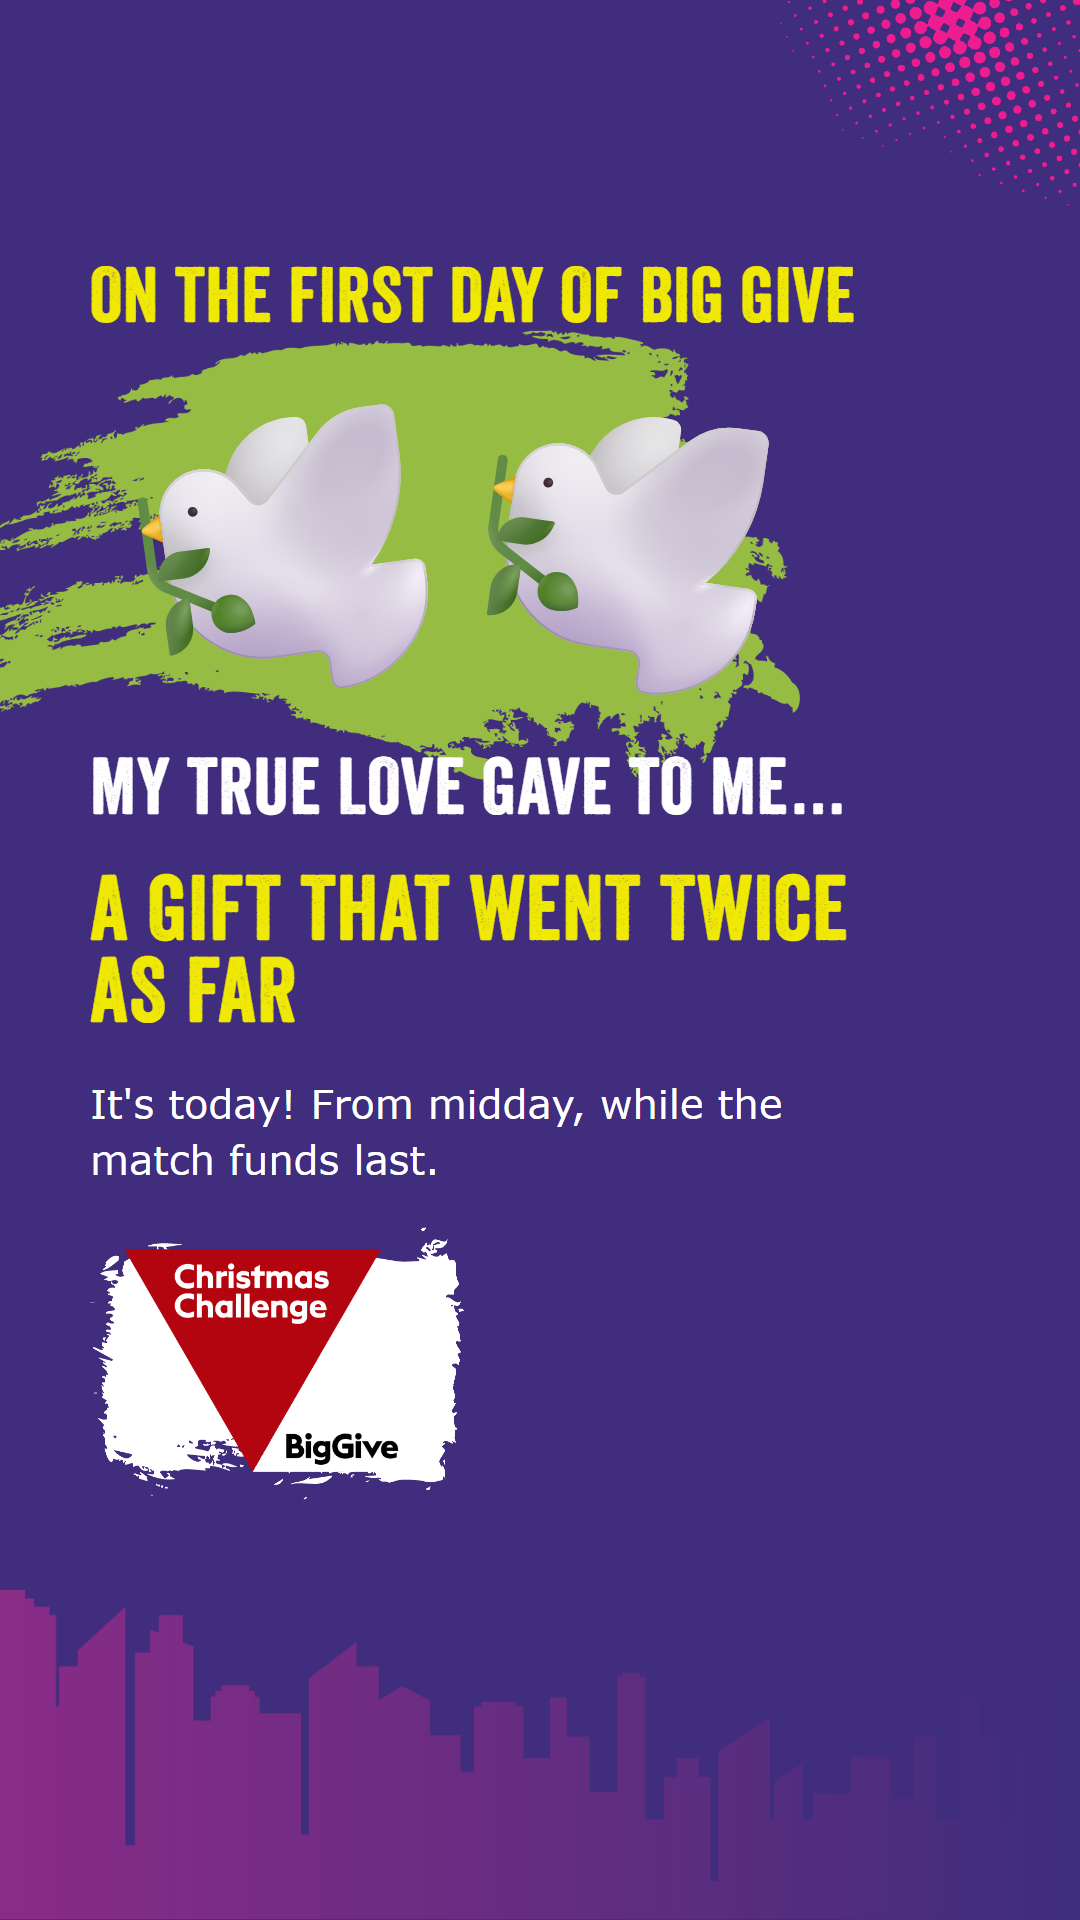 ON THE FIRST DAY OF BIG GIVE
MY TRUE LOVE GAVE TO ME...
A GIFT THAT WENT TWICE
AS FAR
It's today! From midday, while the
match funds last.
Christmas
Challenge
BigGive